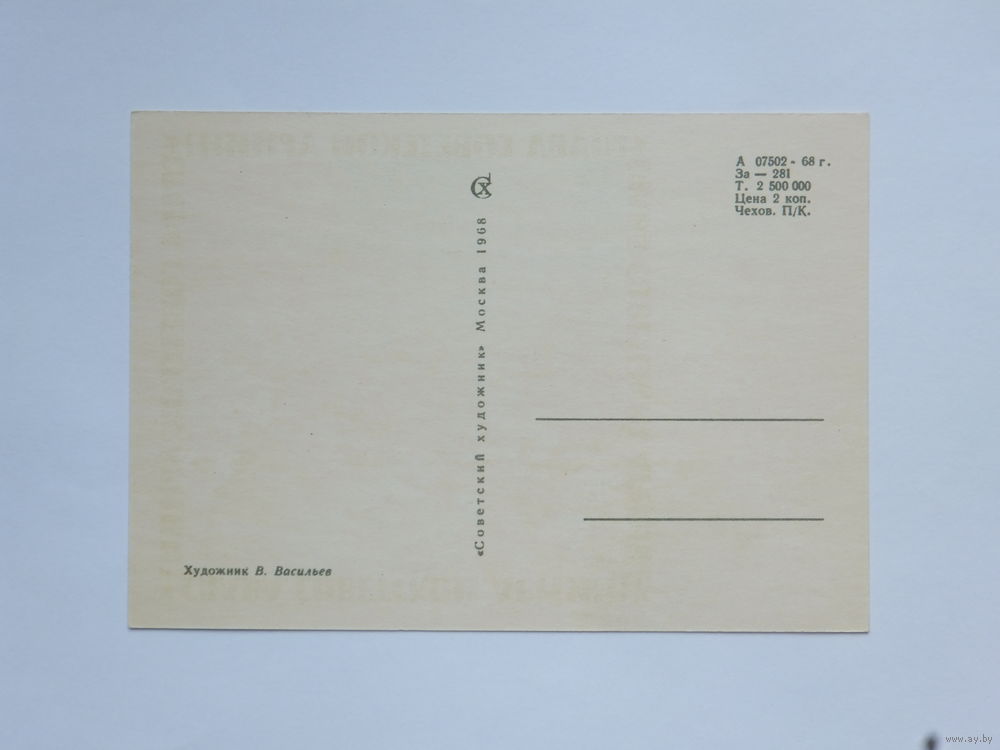 А 07502 - 68 г.
За — 281
Т. 2 500 000
Цена 2 коп.
Чехов. П/К.
СХ
«Советский художник» Москва 1968
Художник В. Васильев
www.ay.by